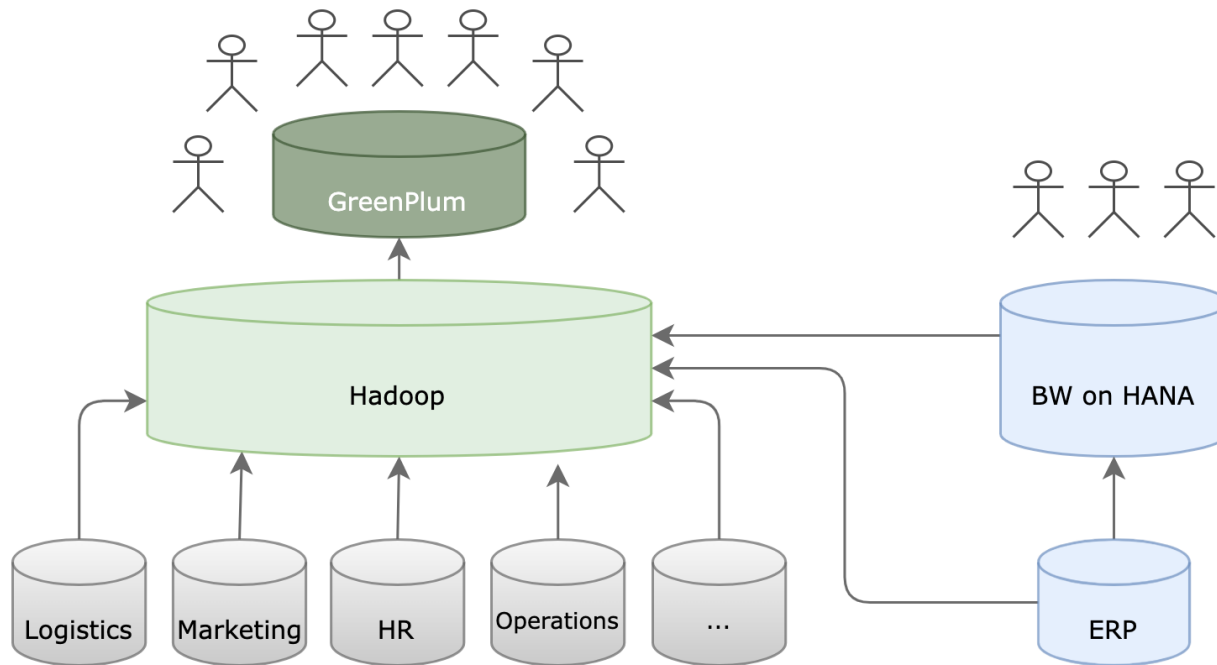 GreenPlum
Hadoop
BW on HANA
Logistics
Marketing
HR
Operations
...
ERP